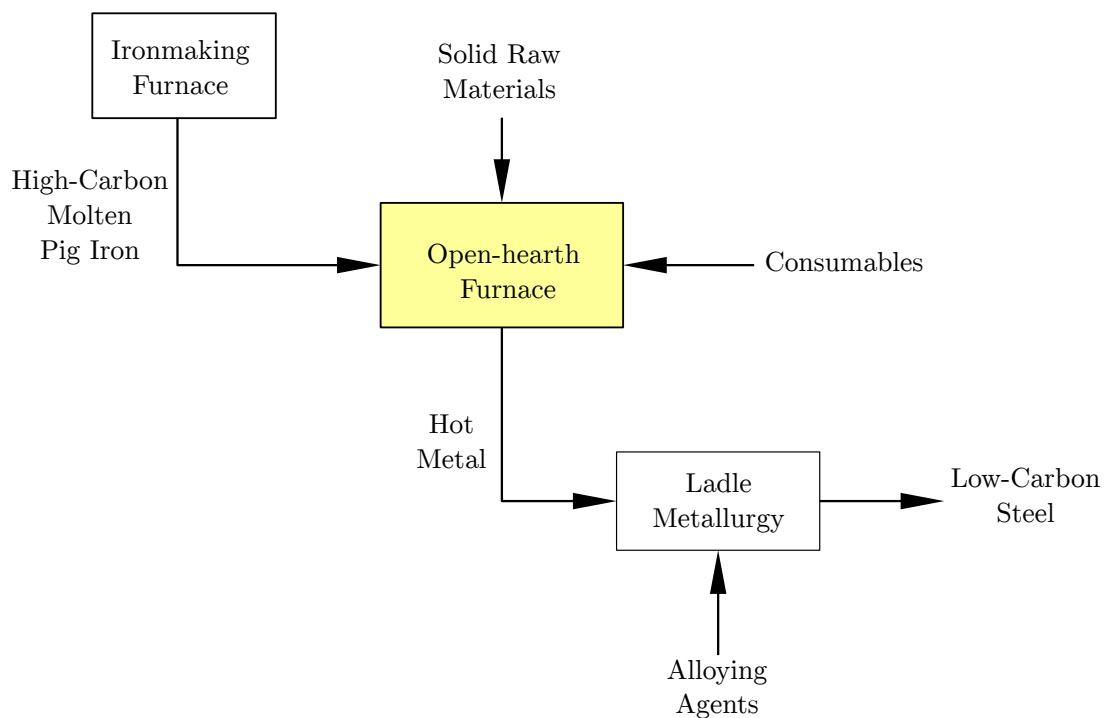 Ironmaking
Furnace
Solid Raw
Materials
High-Carbon
Molten
Pig Iron
Open-hearth
Furnace
Consumables
Hot
Metal
Ladle
Metallurgy
Low-Carbon
Steel
Alloying
Agents